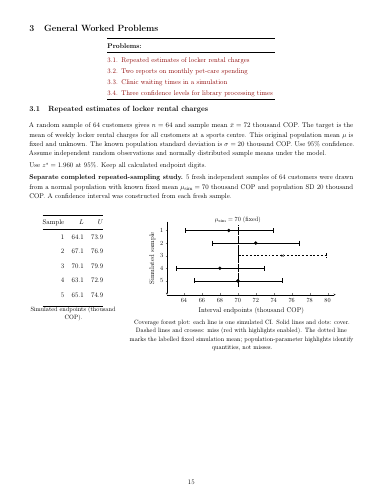 3 General Worked Problems
Problems:
3.1. Repeated estimates of locker rental charges
3.2. Two reports on monthly pet-care spending
3.3. Clinic waiting times in a simulation
3.4. Three confidence levels for library processing times
3.1 Repeated estimates of locker rental charges
A random sample of 64 customers gives n = 64 and sample mean x̄ = 72 thousand COP. The target is the
mean of weekly locker rental charges for all customers at a sports centre. This original population mean μ is
fixed and unknown. The known population standard deviation is σ = 20 thousand COP. Use 95% confidence.
Assume independent random observations and normally distributed sample means under the model.
Use z* = 1.960 at 95%. Keep all calculated endpoint digits.
Separate completed repeated-sampling study. 5 fresh independent samples of 64 customers were drawn
from a normal population with known fixed mean μsim = 70 thousand COP and population SD 20 thousand
COP. A confidence interval was constructed from each fresh sample.
Sample L U
1 64.1 73.9
2 67.1 76.9
3 70.1 79.9
4 63.1 72.9
5 65.1 74.9
Simulated endpoints (thousand
COP).
μsim = 70 (fixed)
Simulated sample
1
2
3
4
5
64 66 68 70 72 74 76 78 80
Interval endpoints (thousand COP)
Coverage forest plot: each line is one simulated CI. Solid lines and dots: cover.
Dashed lines and crosses: miss (red with highlights enabled). The dotted line
marks the labelled fixed simulation mean; population-parameter highlights identify
quantities, not misses.
15